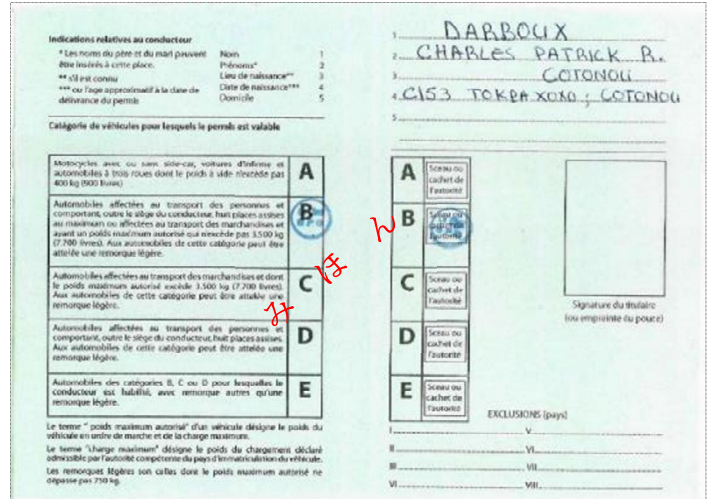 Indications relatives au conducteur
* Les noms du père et du mari peuvent
être insérés à cette place.
** s'il est connu
*** ou l'age approximatif à la date de
délivrance du permis
Nom 1
Prénoms* 2
Lieu de naissance** 3
Date de naissance*** 4
Domicile 5
Catégorie de véhicules pour lesquels le permis est valable
Motocycles avec ou sans side-car, voitures d'infirme et
automobiles à trois roues dont le poids à vide n'excède pas
400 kg (900 livres)
A
Automobiles affectées au transport des personnes et
comportant, outre le siège du conducteur, huit places assises
au maximum ou affectées au transport des marchandises et
ayant un poids maximum autorisé qui n'excède pas 3.500 kg
(7.700 livres). Aux automobiles de cette catégorie peut être
attelée une remorque légère.
B
Automobiles affectées au transport des marchandises et dont
le poids maximum autorisé excède 3.500 kg (7.700 livres).
Aux automobiles de cette catégorie peut être attelée une
remorque légère.
C
Automobiles affectées au transport des personnes et
comportant, outre le siège du conducteur, huit places assises.
Aux automobiles de cette catégorie peut être attelée une
remorque légère.
D
Automobiles des catégories B, C ou D pour lesquelles le
conducteur est habilité, avec remorque autres qu'une
remorque légère.
E
Le terme " poids maximum autorisé" d'un véhicule désigne le poids du
véhicule en ordre de marche et de la charge maximum.
Le terme "charge maximum" désigne le poids du chargement déclaré
admissible par l'autorité compétente du pays d'immatriculation du véhicule.
Les remorques légères son celles dont le poids maximum autorisé ne
dépasse pas 750 kg.
みほん
1 DARBOUX
2 CHARLES PATRICK R.
3 COTONOU
4 C/53 TOKPA XOXO ; COTONOU
5
A
Sceau ou
cachet de
l'autorité
B
Sceau ou
cachet de
l'autorité
C
Sceau ou
cachet de
l'autorité
D
Sceau ou
cachet de
l'autorité
E
Sceau ou
cachet de
l'autorité
Signature du titulaire
(ou empreinte du pouce)
EXCLUSIONS (pays)
I V
II VI
III VII
VI VIII